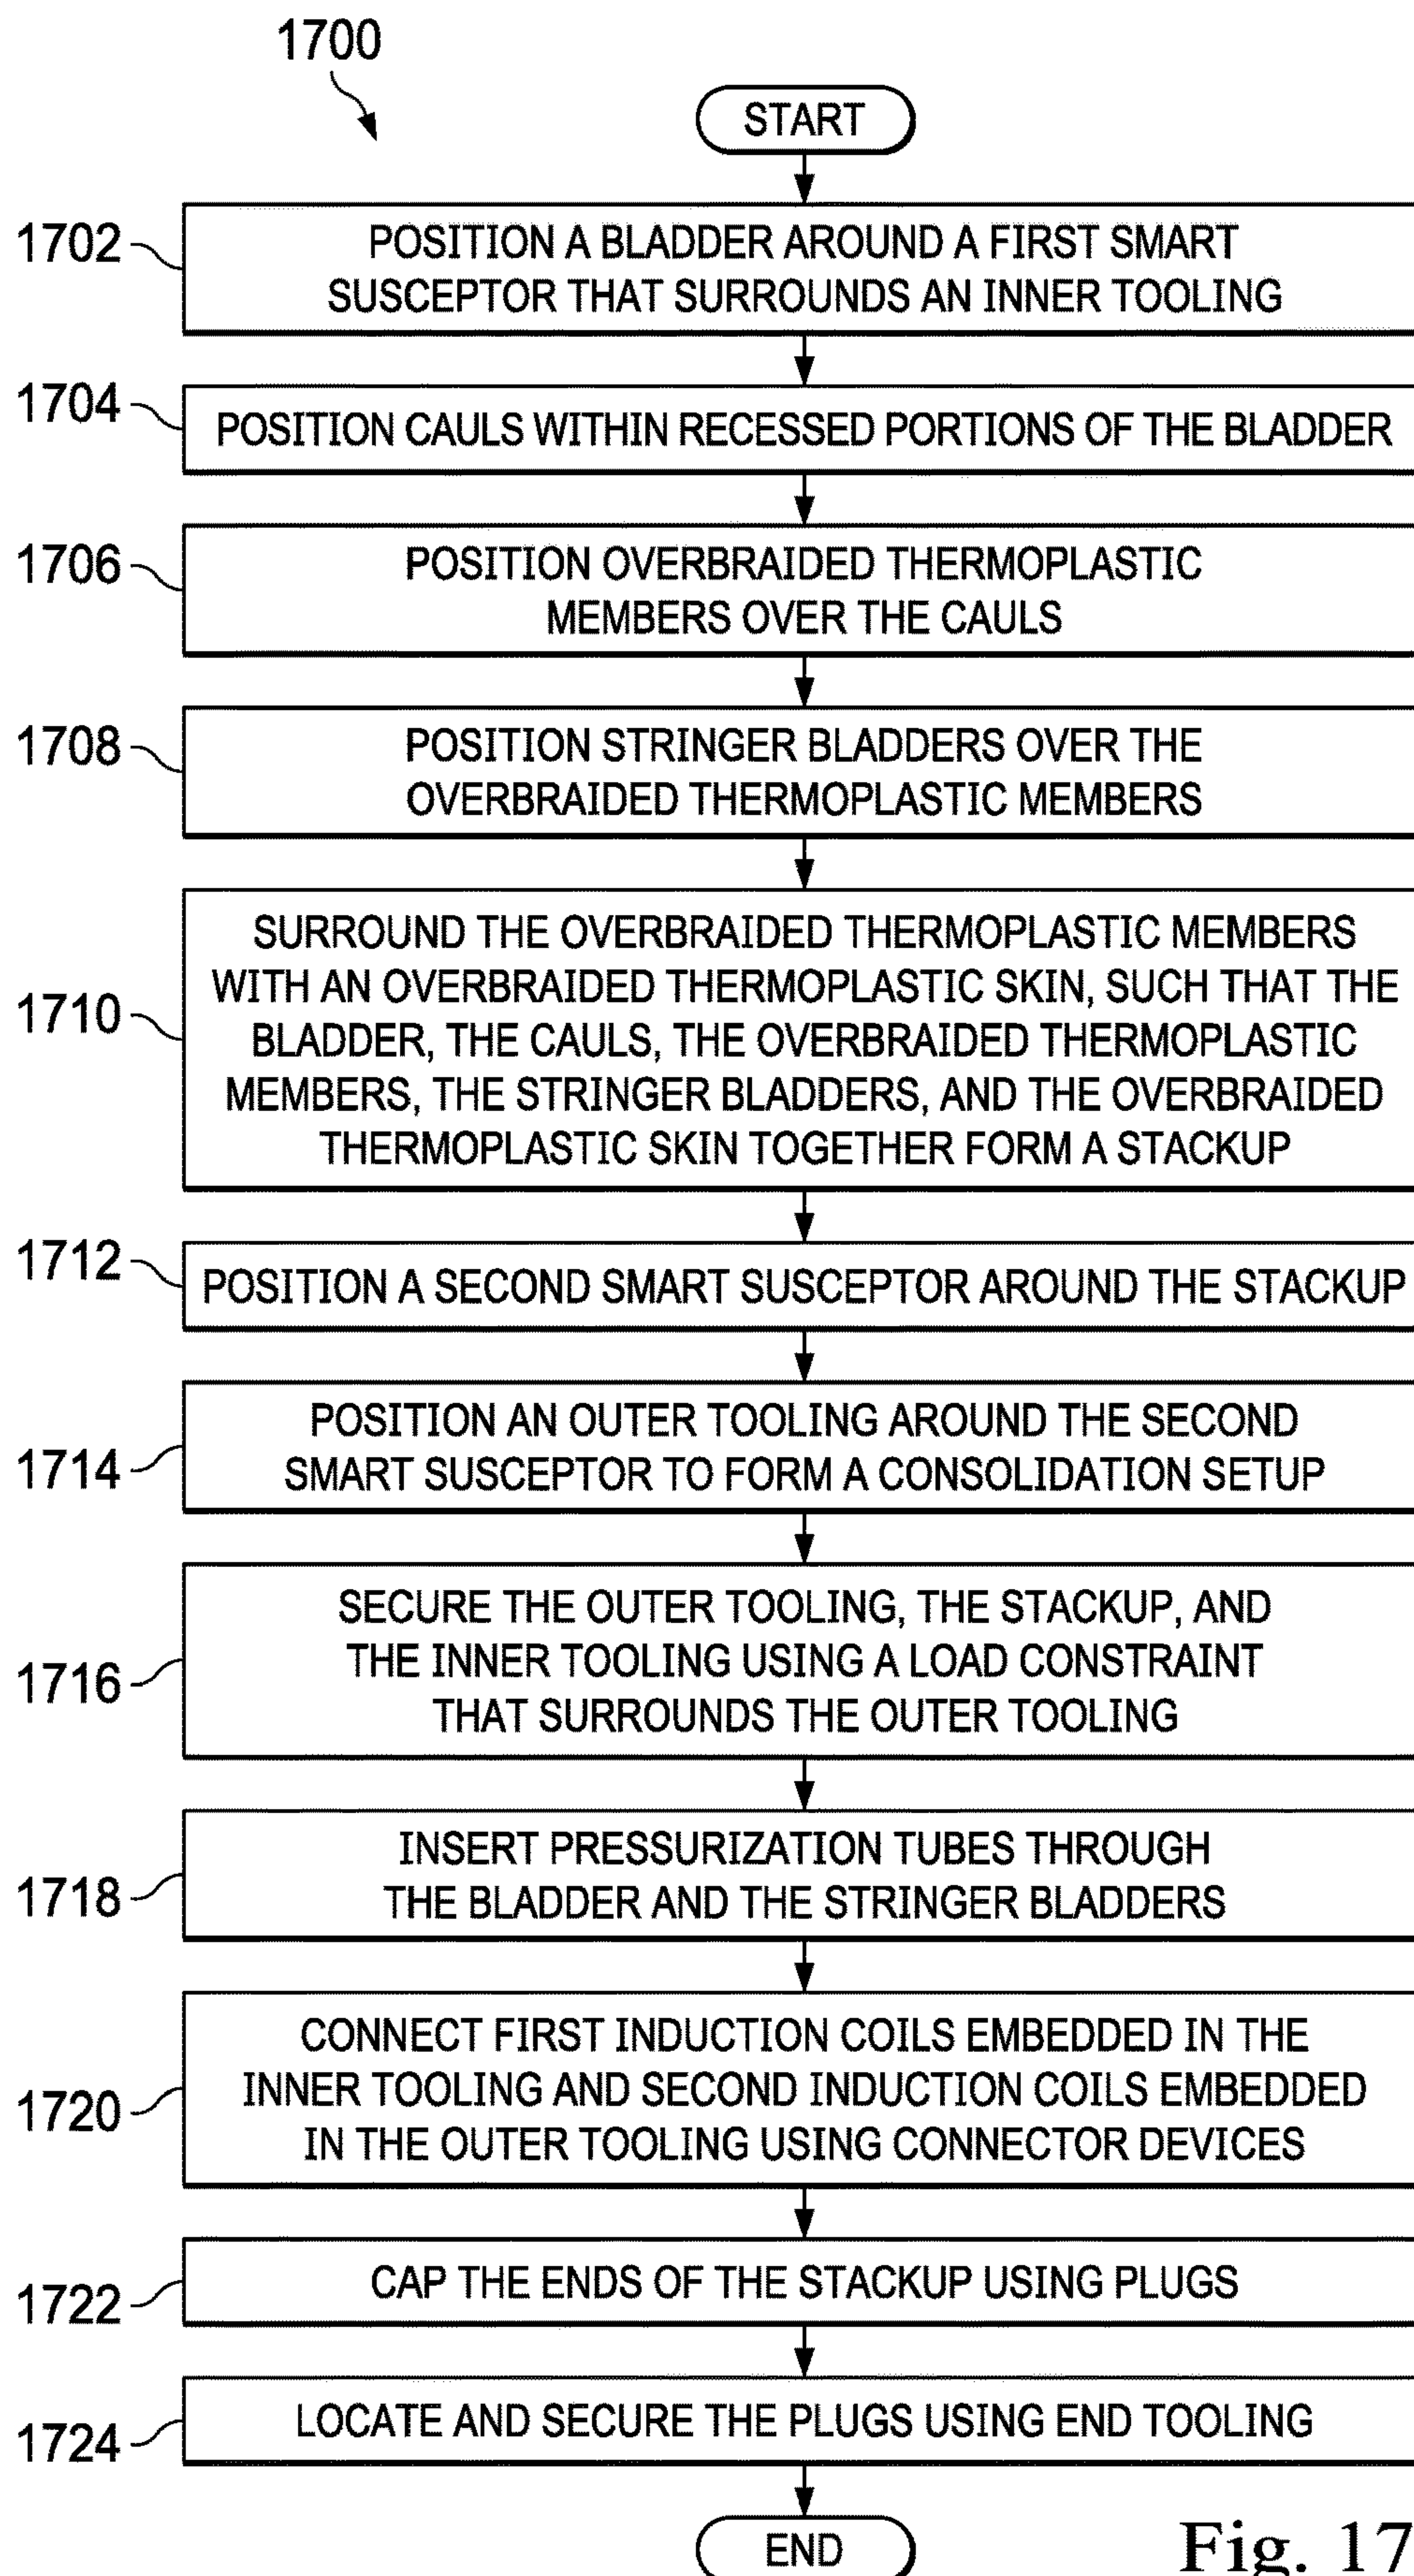 1700
START
1702
POSITION A BLADDER AROUND A FIRST SMART
SUSCEPTOR THAT SURROUNDS AN INNER TOOLING
1704
POSITION CAULS WITHIN RECESSED PORTIONS OF THE BLADDER
1706
POSITION OVERBRAIDED THERMOPLASTIC
MEMBERS OVER THE CAULS
1708
POSITION STRINGER BLADDERS OVER THE
OVERBRAIDED THERMOPLASTIC MEMBERS
1710
SURROUND THE OVERBRAIDED THERMOPLASTIC MEMBERS
WITH AN OVERBRAIDED THERMOPLASTIC SKIN, SUCH THAT THE
BLADDER, THE CAULS, THE OVERBRAIDED THERMOPLASTIC
MEMBERS, THE STRINGER BLADDERS, AND THE OVERBRAIDED
THERMOPLASTIC SKIN TOGETHER FORM A STACKUP
1712
POSITION A SECOND SMART SUSCEPTOR AROUND THE STACKUP
1714
POSITION AN OUTER TOOLING AROUND THE SECOND
SMART SUSCEPTOR TO FORM A CONSOLIDATION SETUP
1716
SECURE THE OUTER TOOLING, THE STACKUP, AND
THE INNER TOOLING USING A LOAD CONSTRAINT
THAT SURROUNDS THE OUTER TOOLING
1718
INSERT PRESSURIZATION TUBES THROUGH
THE BLADDER AND THE STRINGER BLADDERS
1720
CONNECT FIRST INDUCTION COILS EMBEDDED IN THE
INNER TOOLING AND SECOND INDUCTION COILS EMBEDDED
IN THE OUTER TOOLING USING CONNECTOR DEVICES
1722
CAP THE ENDS OF THE STACKUP USING PLUGS
1724
LOCATE AND SECURE THE PLUGS USING END TOOLING
END
Fig. 17